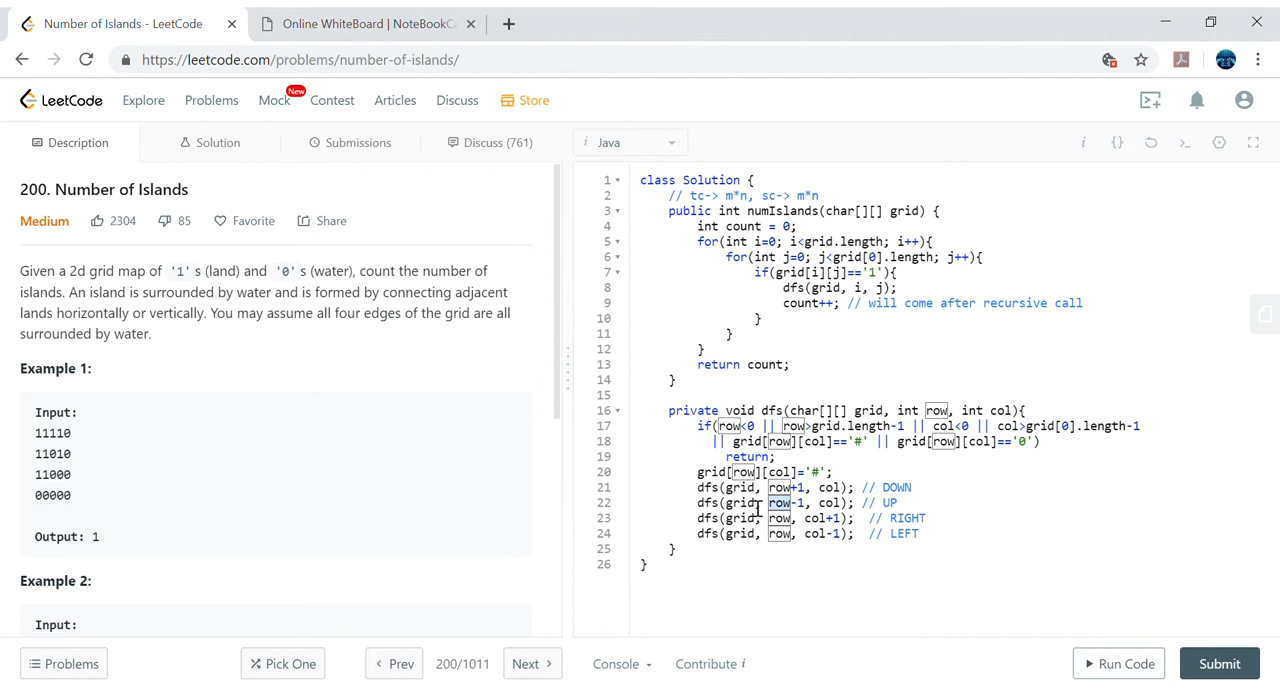 Number of Islands - LeetCode
Online WhiteBoard | NoteBookCa
https://leetcode.com/problems/number-of-islands/
LeetCode
Explore
Problems
Mock
New
Contest
Articles
Discuss
Store
Description
Solution
Submissions
Discuss (761)
i Java
200. Number of Islands
Medium
2304
85
Favorite
Share
Given a 2d grid map of '1's (land) and '0's (water), count the number of
islands. An island is surrounded by water and is formed by connecting adjacent
lands horizontally or vertically. You may assume all four edges of the grid are all
surrounded by water.
Example 1:
Input:
11110
11010
11000
00000
Output: 1
Example 2:
Input:
1 class Solution {
2 // tc-> m*n, sc-> m*n
3 public int numIslands(char[][] grid) {
4 int count = 0;
5 for(int i=0; i<grid.length; i++){
6 for(int j=0; j<grid[0].length; j++){
7 if(grid[i][j]=='1'){
8 dfs(grid, i, j);
9 count++; // will come after recursive call
10 }
11 }
12 }
13 return count;
14 }
15
16 private void dfs(char[][] grid, int row, int col){
17 if(row<0 || row>grid.length-1 || col<0 || col>grid[0].length-1
18 || grid[row][col]=='#' || grid[row][col]=='0')
19 return;
20 grid[row][col]='#';
21 dfs(grid, row+1, col); // DOWN
22 dfs(grid, row-1, col); // UP
23 dfs(grid, row, col+1); // RIGHT
24 dfs(grid, row, col-1); // LEFT
25 }
26 }
Problems
Pick One
Prev
200/1011
Next
Console
Contribute i
Run Code
Submit